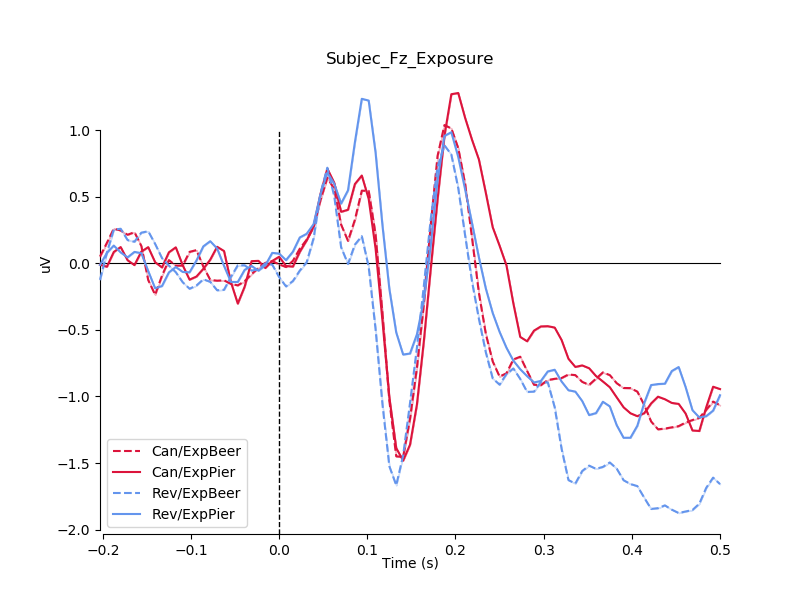 Subjec_Fz_Exposure
uV
1.0
0.5
0.0
−0.5
−1.0
−1.5
−2.0
Can/ExpBeer
Can/ExpPier
Rev/ExpBeer
Rev/ExpPier
−0.2 −0.1 0.0 0.1 0.2 0.3 0.4 0.5
Time (s)